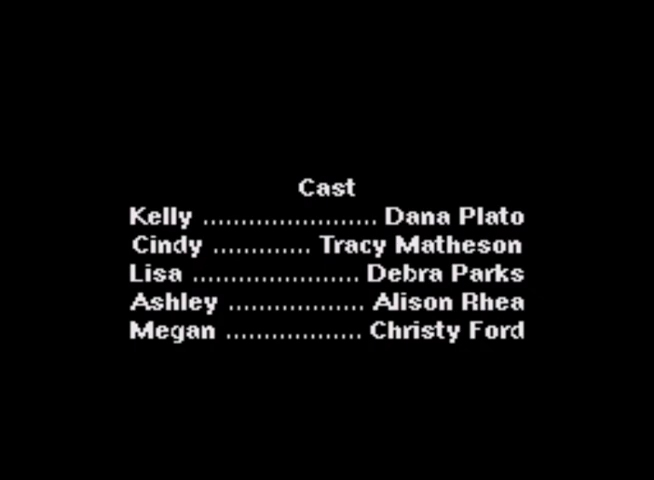 Cast
Kelly ....................... Dana Plato
Cindy ............. Tracy Matheson
Lisa ...................... Debra Parks
Ashley .................. Alison Rhea
Megan .................. Christy Ford